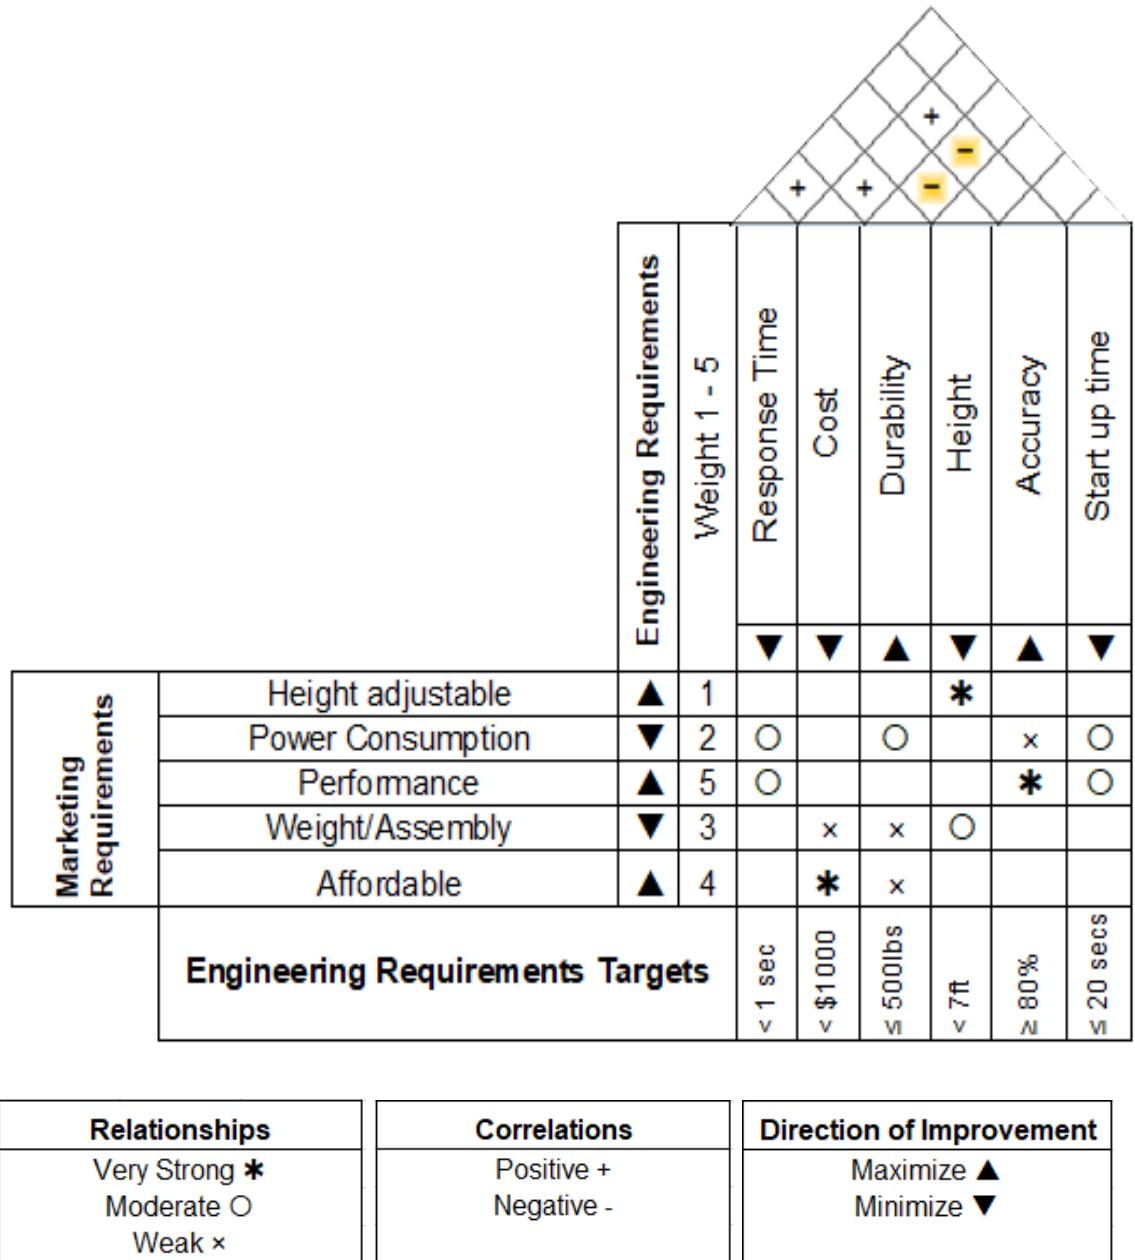 +
−
+ + −
Engineering Requirements
Weight 1 - 5
Response Time
Cost
Durability
Height
Accuracy
Start up time
▼ ▼ ▲ ▼ ▲ ▼
Marketing
Requirements
Height adjustable ▲ 1 ✱
Power Consumption ▼ 2 ○ ○ × ○
Performance ▲ 5 ○ ✱ ○
Weight/Assembly ▼ 3 × × ○
Affordable ▲ 4 ✱ ×
Engineering Requirements Targets
< 1 sec
< $1000
≤ 500lbs
< 7ft
≥ 80%
≤ 20 secs
Relationships
Very Strong ✱
Moderate ○
Weak ×
Correlations
Positive +
Negative -
Direction of Improvement
Maximize ▲
Minimize ▼